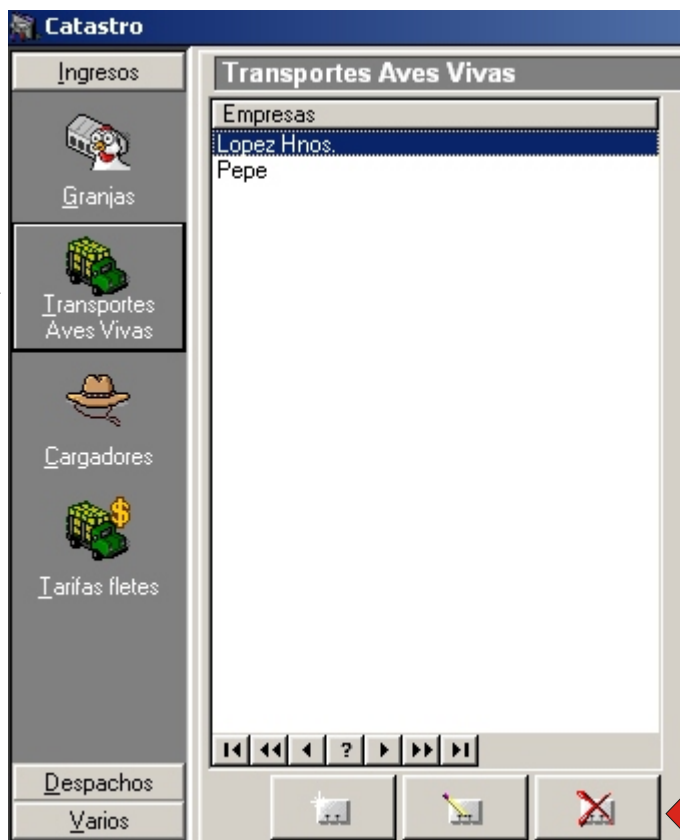 Catastro
Ingresos
Granjas
Transportes
Aves Vivas
Cargadores
Tarifas fletes
Despachos
Varios
Transportes Aves Vivas
Empresas
Lopez Hnos.
Pepe
?